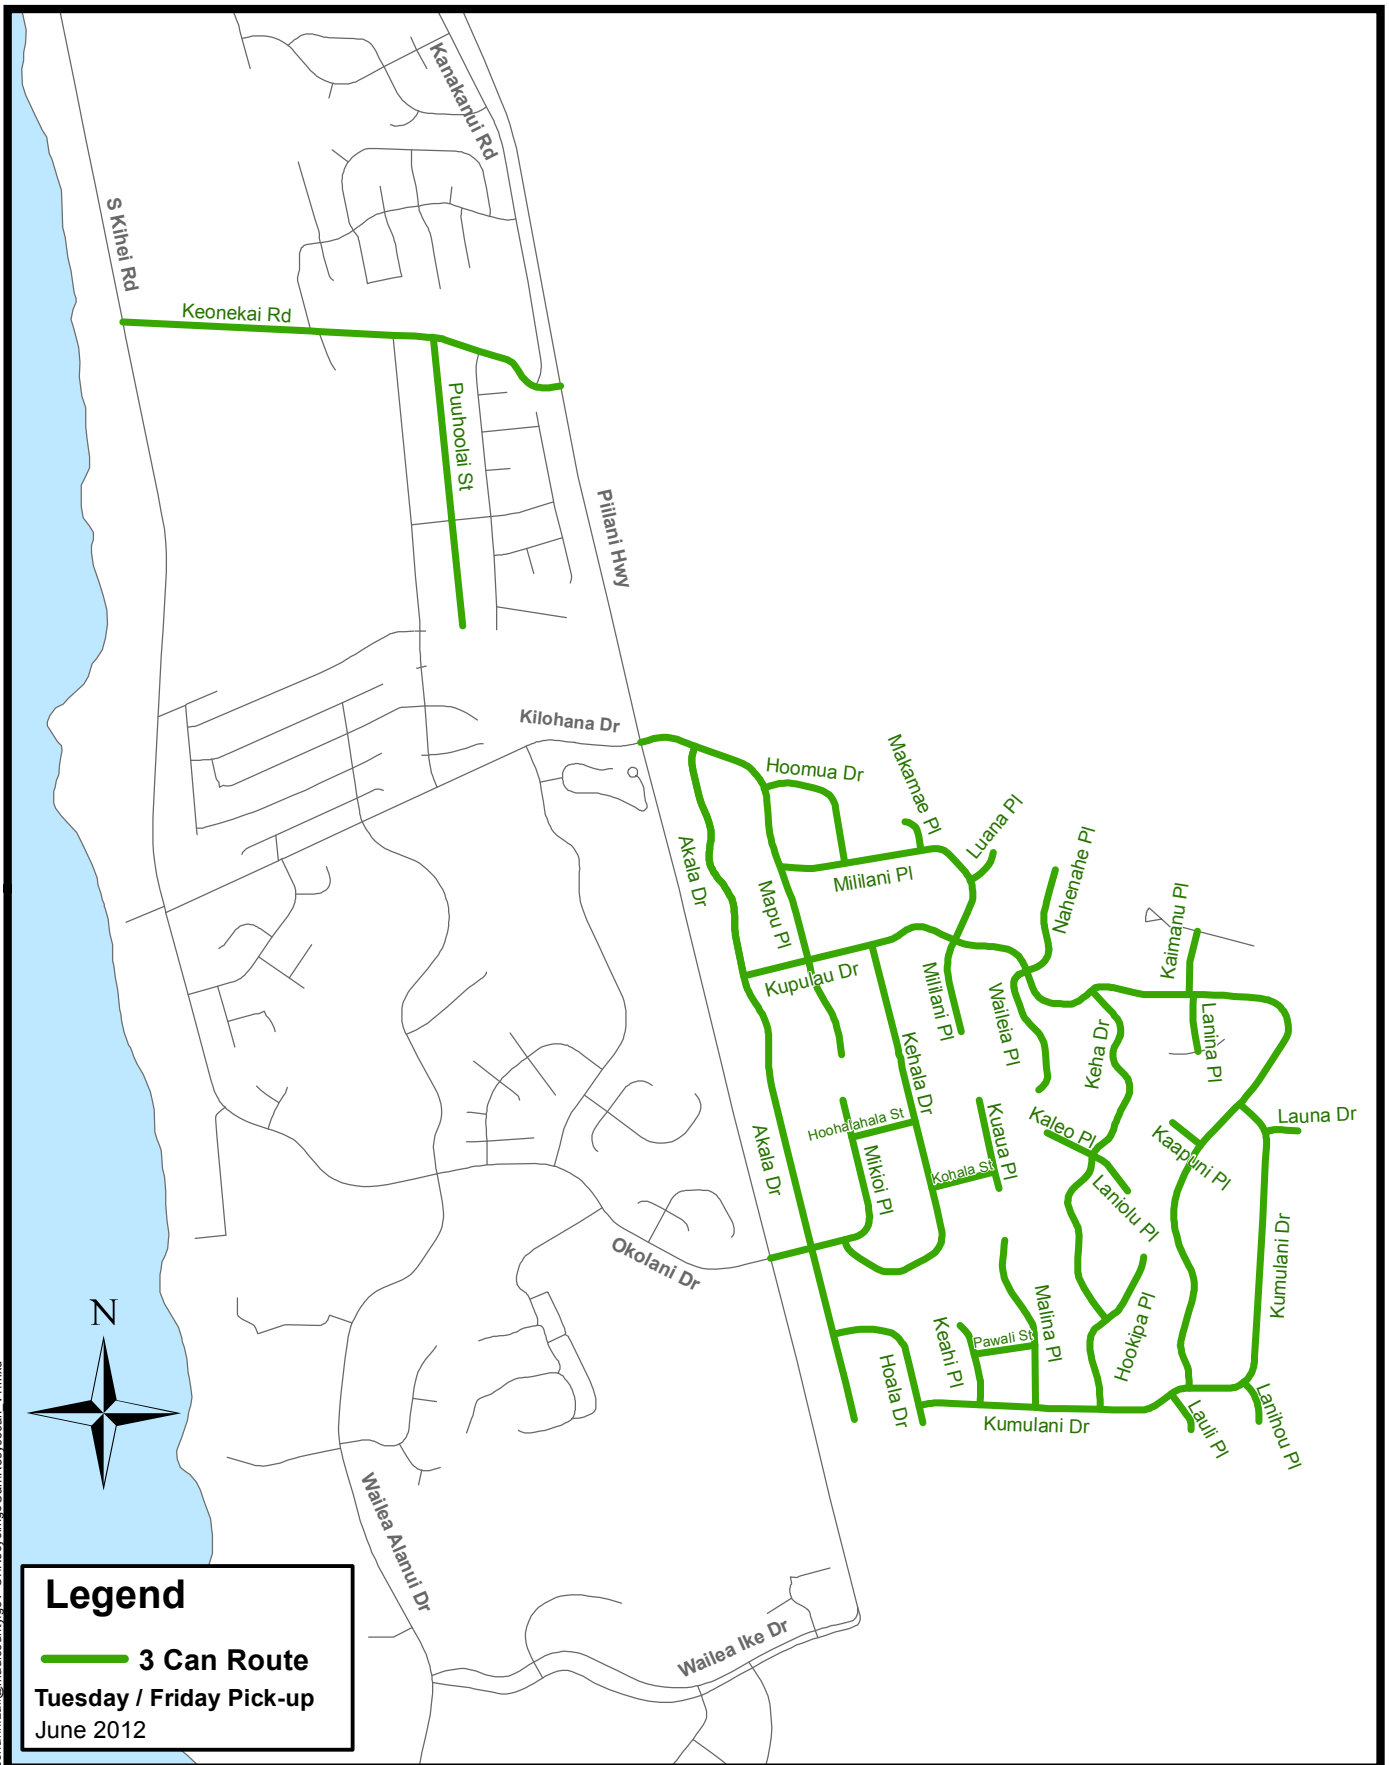 Kanakanui Rd
S Kihei Rd
Keonekai Rd
Puuhoolai St
Piilani Hwy
Kilohana Dr
Hoomua Dr
Makamae Pl
Luana Pl
Nahenahe Pl
Akala Dr
Mapu Pl
Mililani Pl
Kaimanu Pl
Kupulau Dr
Mililani Pl
Waileia Pl
Keha Dr
Lanina Pl
Kehala Dr
Hoohalahala St
Kuaua Pl
Kaleo Pl
Launa Dr
Kaapuni Pl
Akala Dr
Mikioi Pl
Kohala St
Laniolu Pl
Okolani Dr
Kumulani Dr
Malina Pl
Hookipa Pl
Keahi Pl
Pawali St
Hoala Dr
Kumulani Dr
Lauli Pl
Lanihou Pl
N
Wailea Alanui Dr
Wailea Ike Dr
Legend
3 Can Route
Tuesday / Friday Pick-up
June 2012